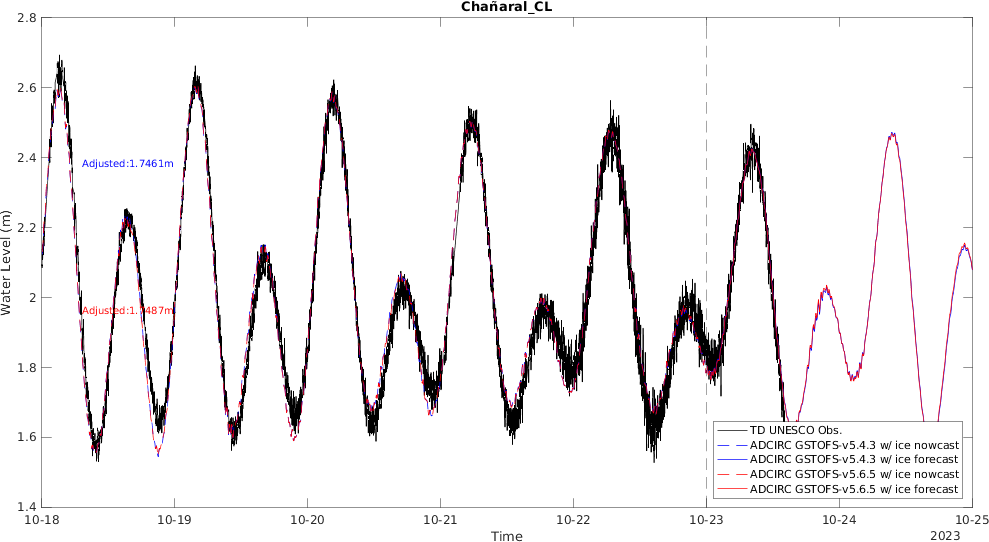 Chañaral_CL
2.8
2.6
2.4
2.2
2
1.8
1.6
1.4
Water Level (m)
Adjusted:1.7461m
Adjusted:1.7487m
TD UNESCO Obs.
ADCIRC GSTOFS-v5.4.3 w/ ice nowcast
ADCIRC GSTOFS-v5.4.3 w/ ice forecast
ADCIRC GSTOFS-v5.6.5 w/ ice nowcast
ADCIRC GSTOFS-v5.6.5 w/ ice forecast
10-18 10-19 10-20 10-21 10-22 10-23 10-24 10-25
Time
2023